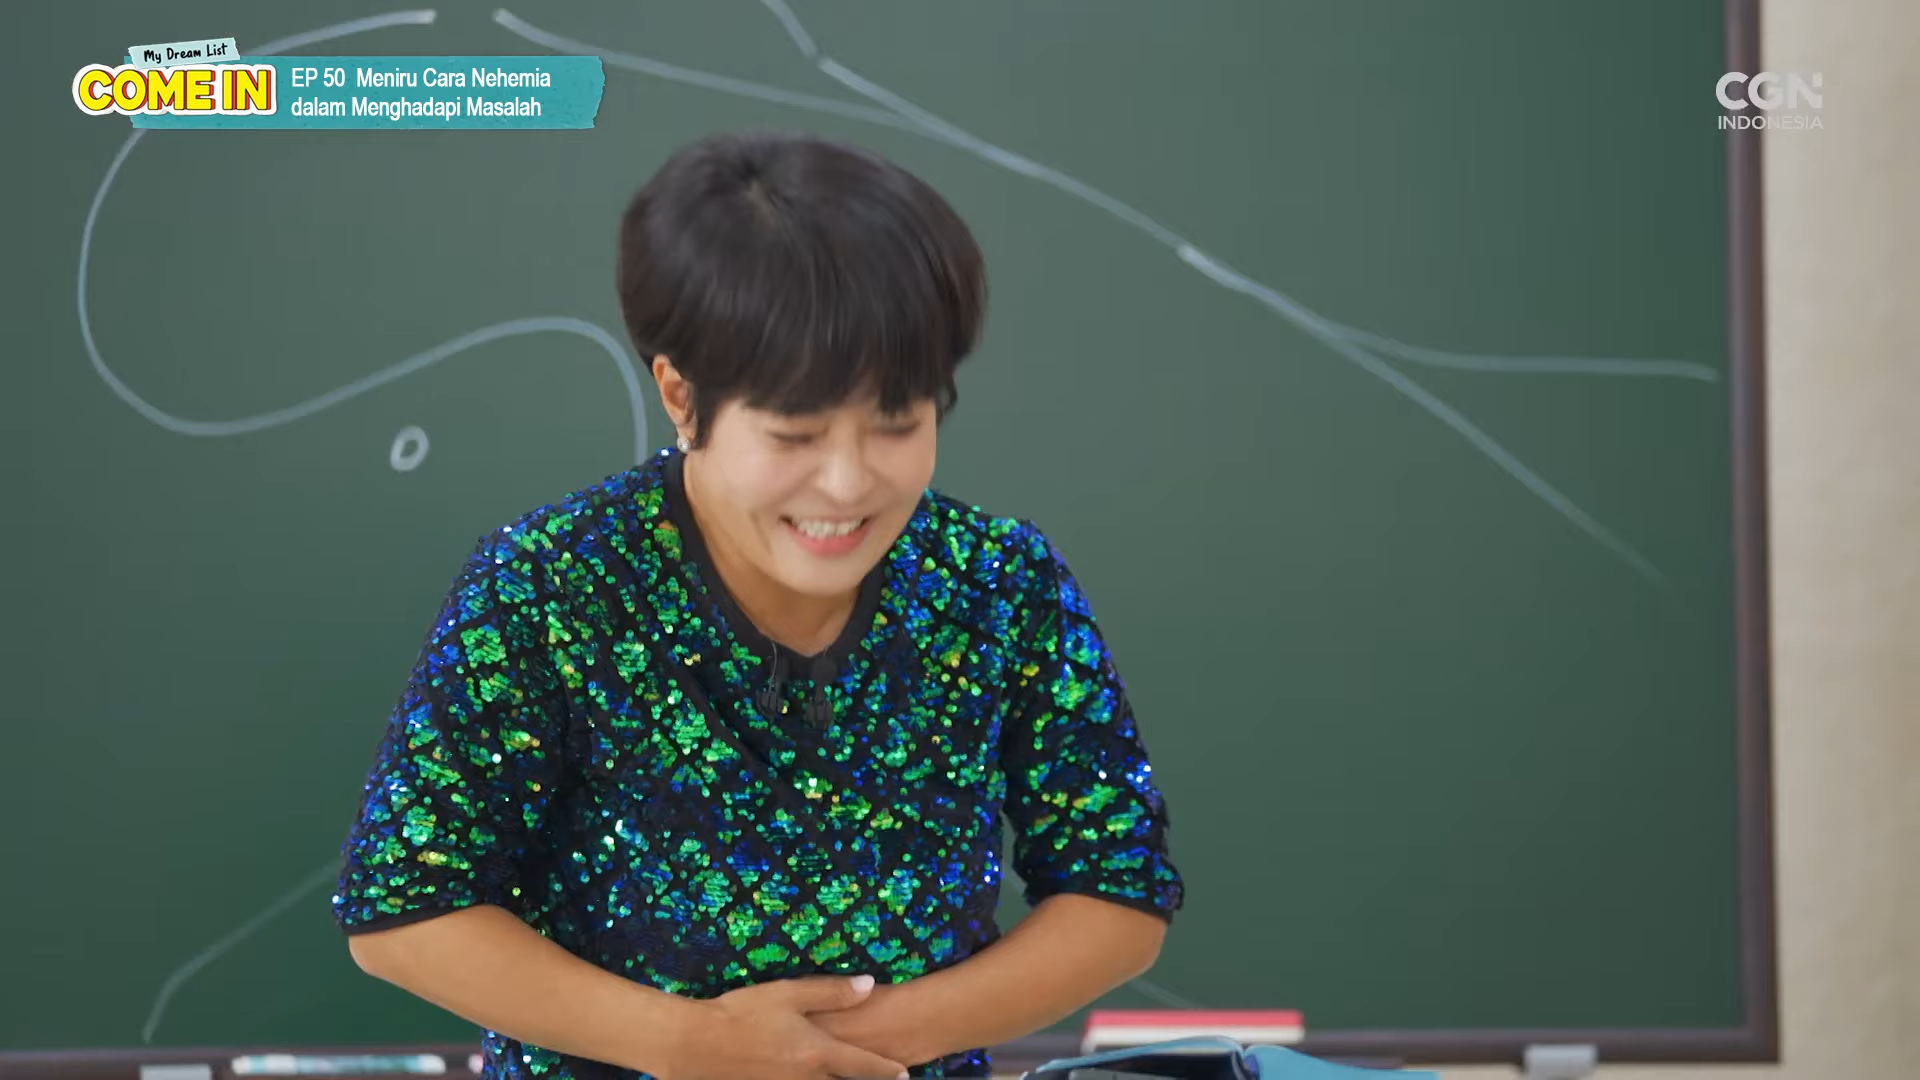 My Dream List
COME IN
EP 50 Meniru Cara Nehemia
dalam Menghadapi Masalah
CGN
INDONESIA